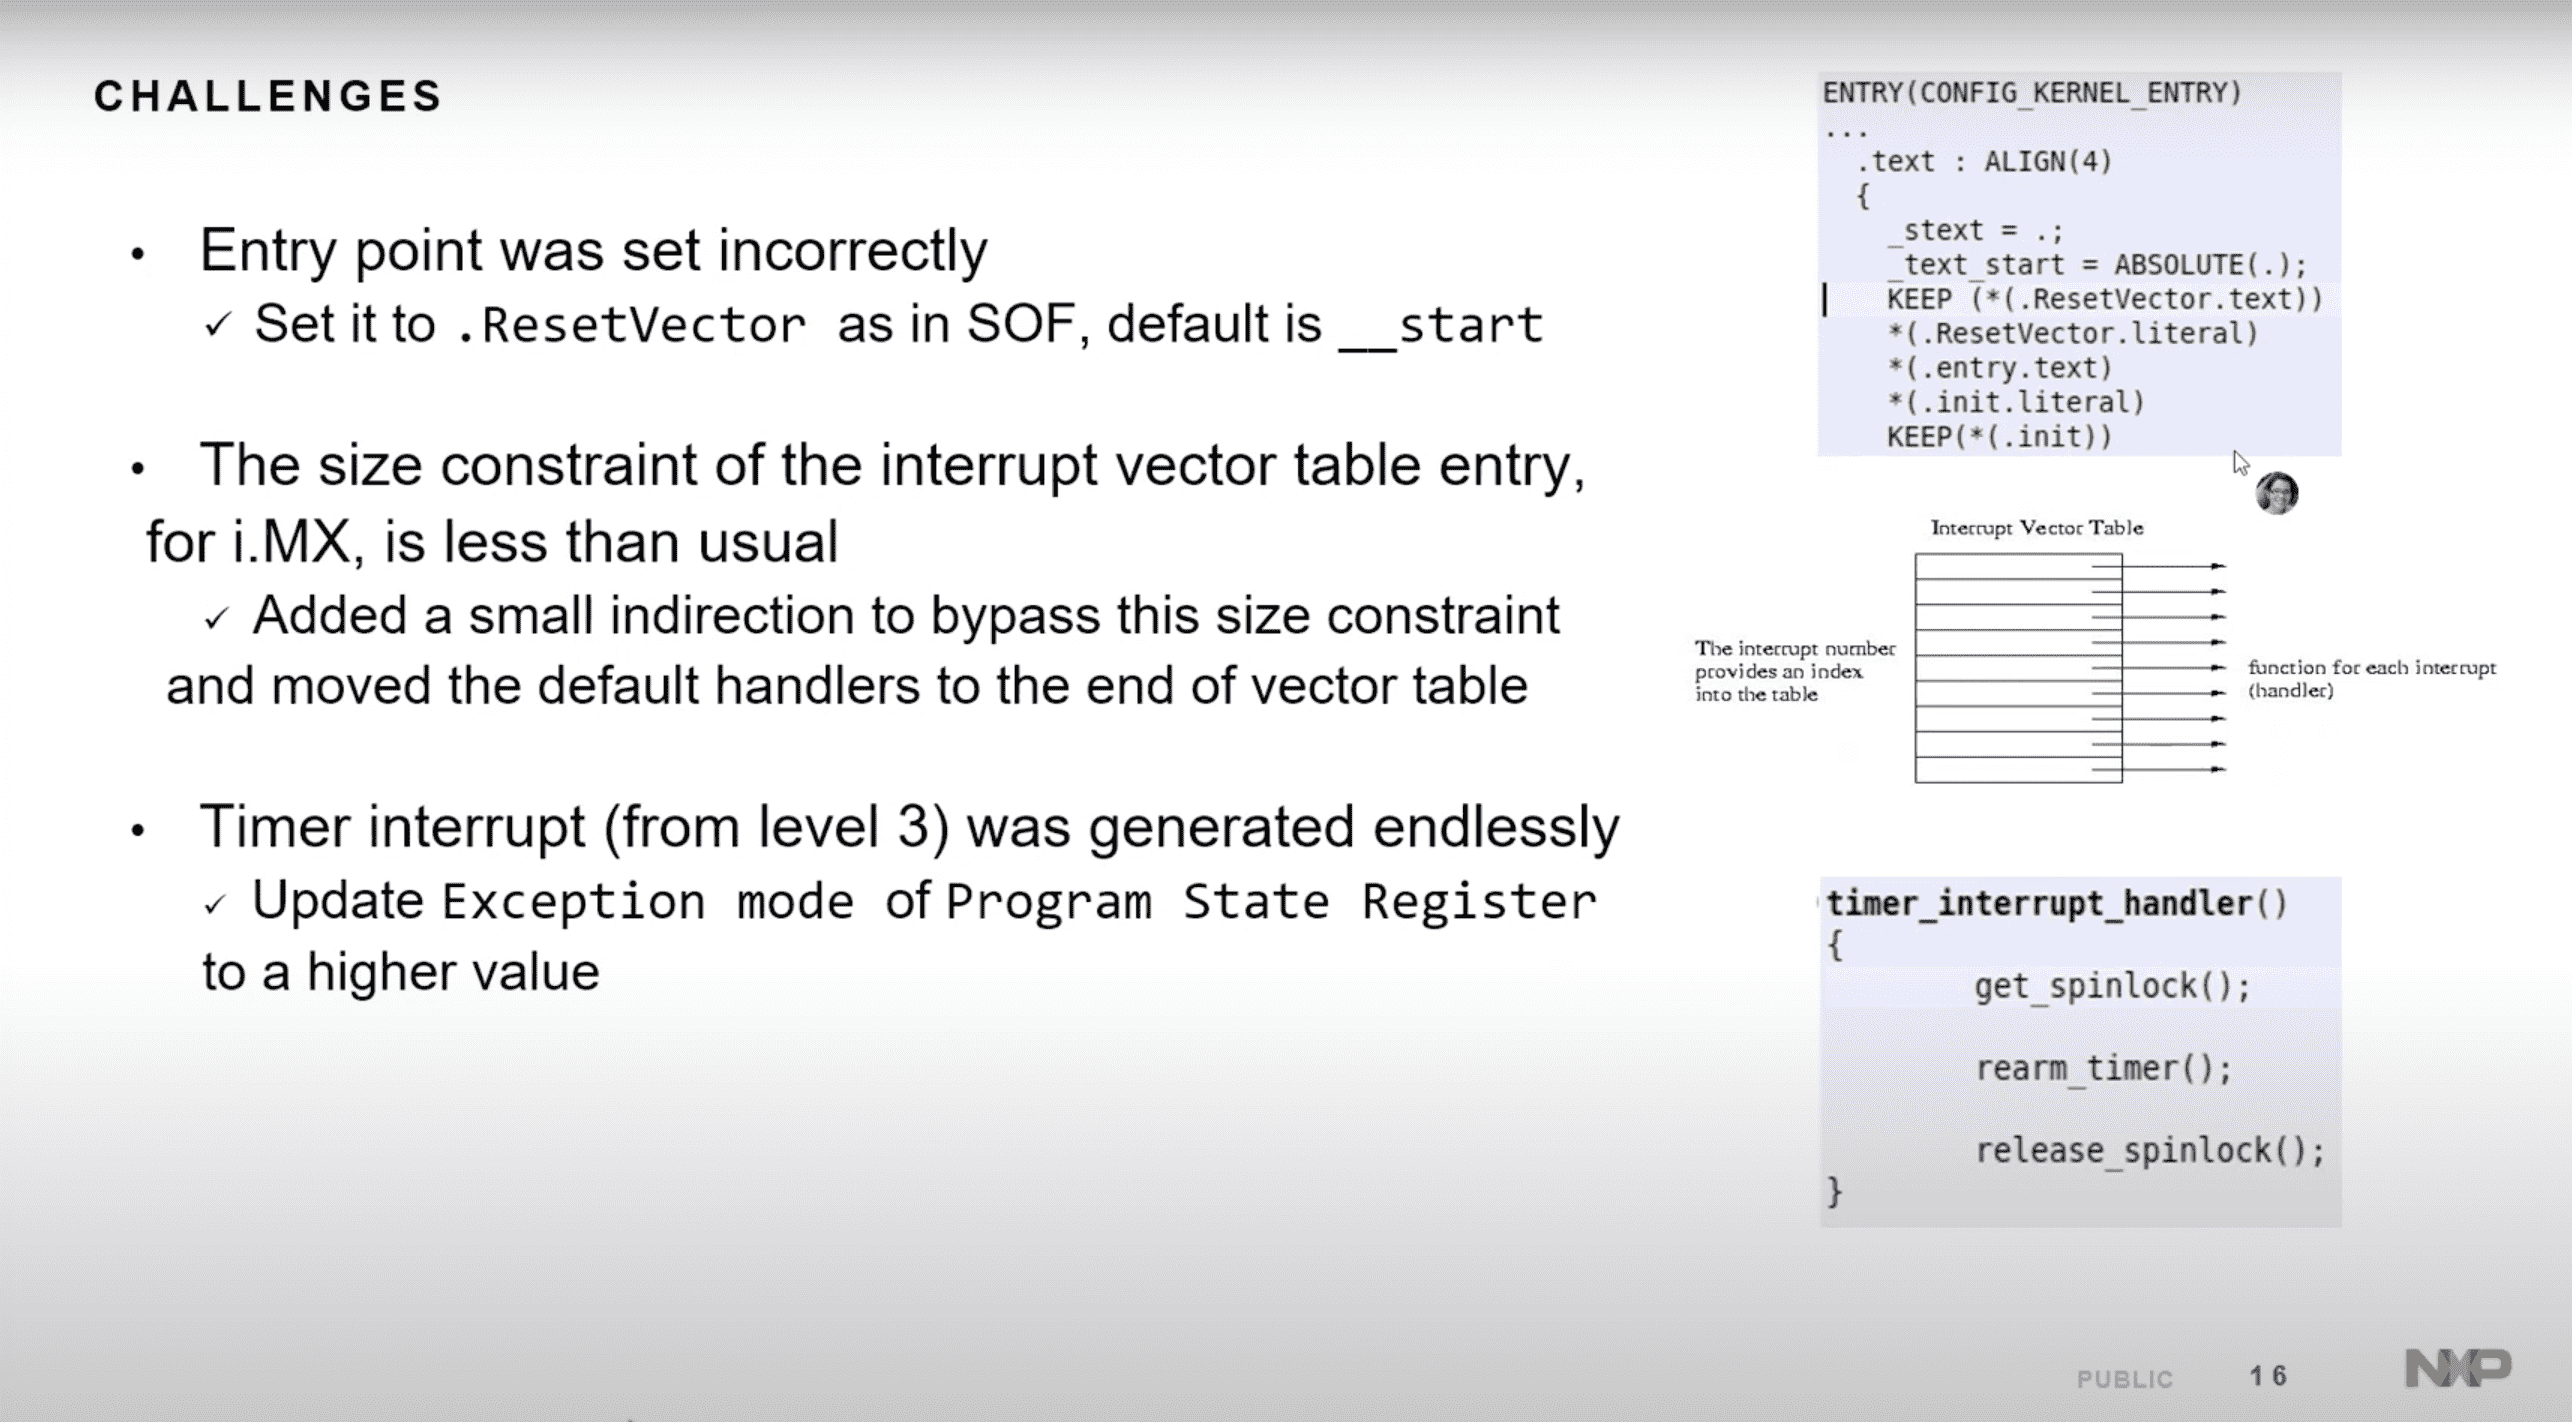 CHALLENGES
• Entry point was set incorrectly
✓ Set it to .ResetVector as in SOF, default is __start
• The size constraint of the interrupt vector table entry,
for i.MX, is less than usual
✓ Added a small indirection to bypass this size constraint
and moved the default handlers to the end of vector table
• Timer interrupt (from level 3) was generated endlessly
✓ Update Exception mode of Program State Register
to a higher value
ENTRY(CONFIG_KERNEL_ENTRY)
...
.text : ALIGN(4)
{
_stext = .;
_text_start = ABSOLUTE(.);
KEEP (*(.ResetVector.text))
*(.ResetVector.literal)
*(.entry.text)
*(.init.literal)
KEEP(*(.init))
Interrupt Vector Table
The interrupt number
provides an index
into the table
function for each interrupt
(handler)
timer_interrupt_handler()
{
get_spinlock();
rearm_timer();
release_spinlock();
}
PUBLIC 16 NXP